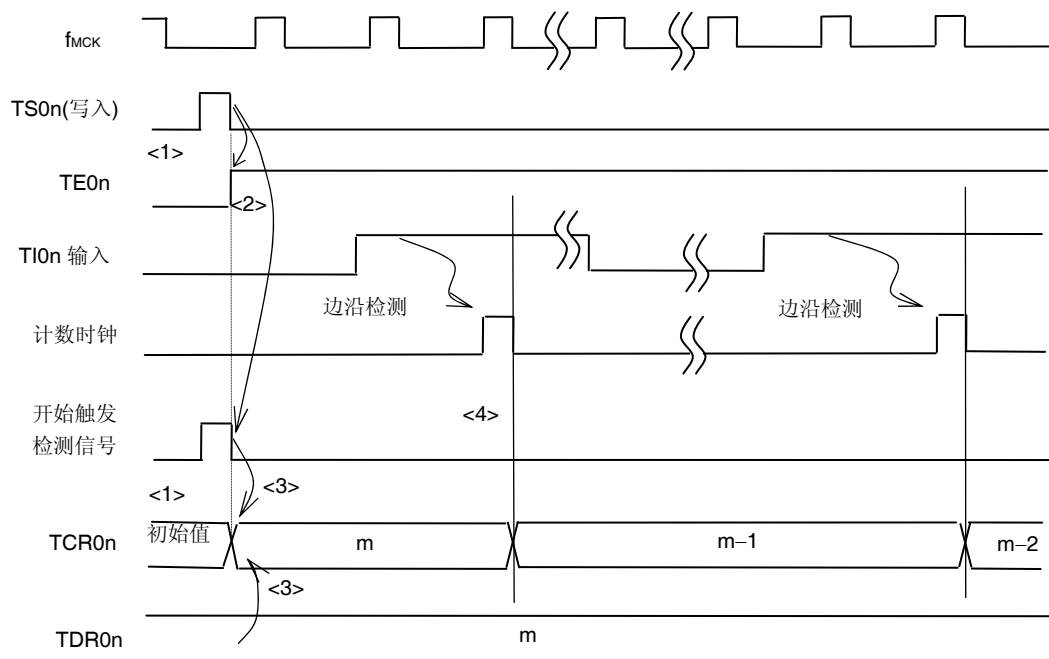 fMCK
TS0n(写入)
<1>
TE0n
<2>
TI0n 输入
边沿检测
边沿检测
计数时钟
开始触发
检测信号
<4>
<1>
<3>
初始值
TCR0n
m
m−1
m−2
<3>
TDR0n
m